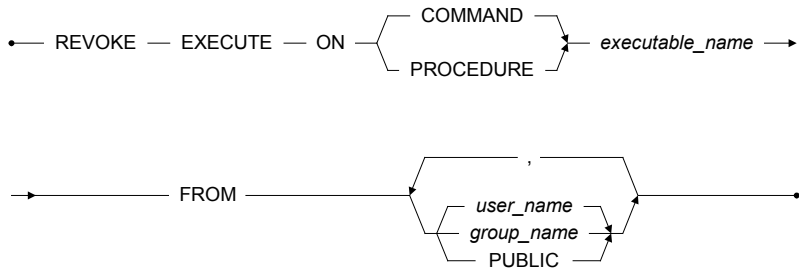 COMMAND
REVOKE EXECUTE ON executable_name
PROCEDURE
,
FROM
user_name
group_name
PUBLIC